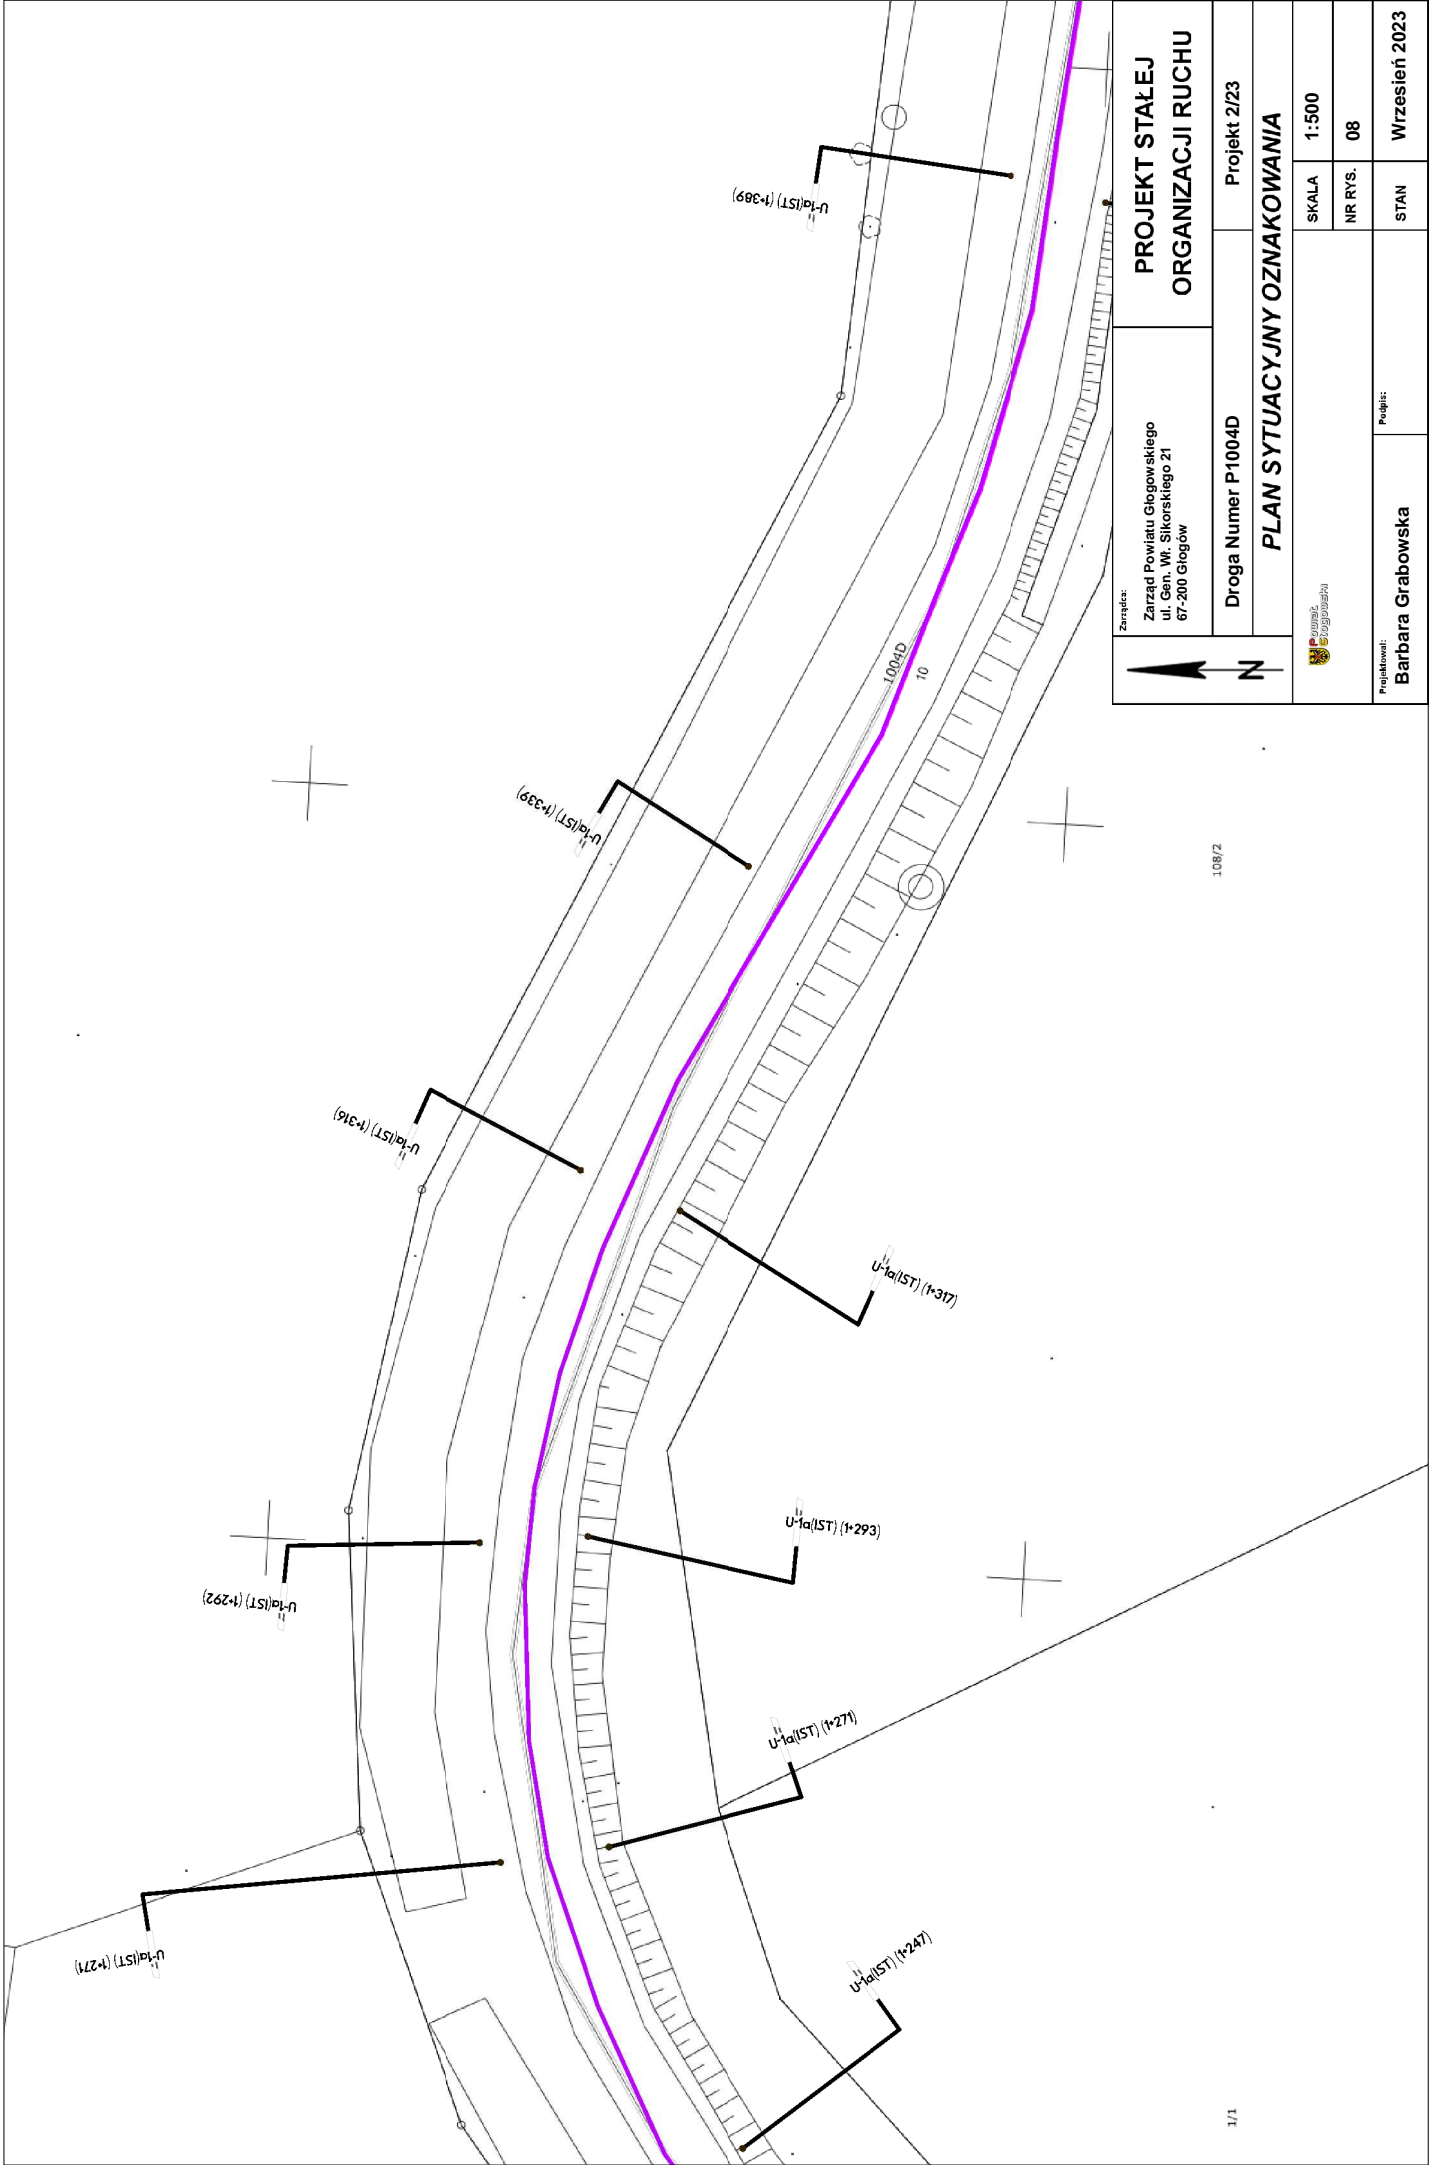 U-1a(IST) (1+389)
U-1a(IST) (1+339)
U-1a(IST) (1+316)
U-1a(IST) (1+317)
U-1a(IST) (1+292)
U-1a(IST) (1+293)
U-1a(IST) (1+271)
U-1a(IST) (1+271)
U-1a(IST) (1+247)
1004D
10
108/2
1/1
Zarządca:
Zarząd Powiatu Głogowskiego
ul. Gen. Wł. Sikorskiego 21
67-200 Głogów
PROJEKT STAŁEJ
ORGANIZACJI RUCHU
Droga Numer P1004D
Projekt 2/23
PLAN SYTUACYJNY OZNAKOWANIA
N
Powiat
Głogowski
SKALA
1:500
NR RYS.
08
Projektował:
Barbara Grabowska
Podpis:
STAN
Wrzesień 2023